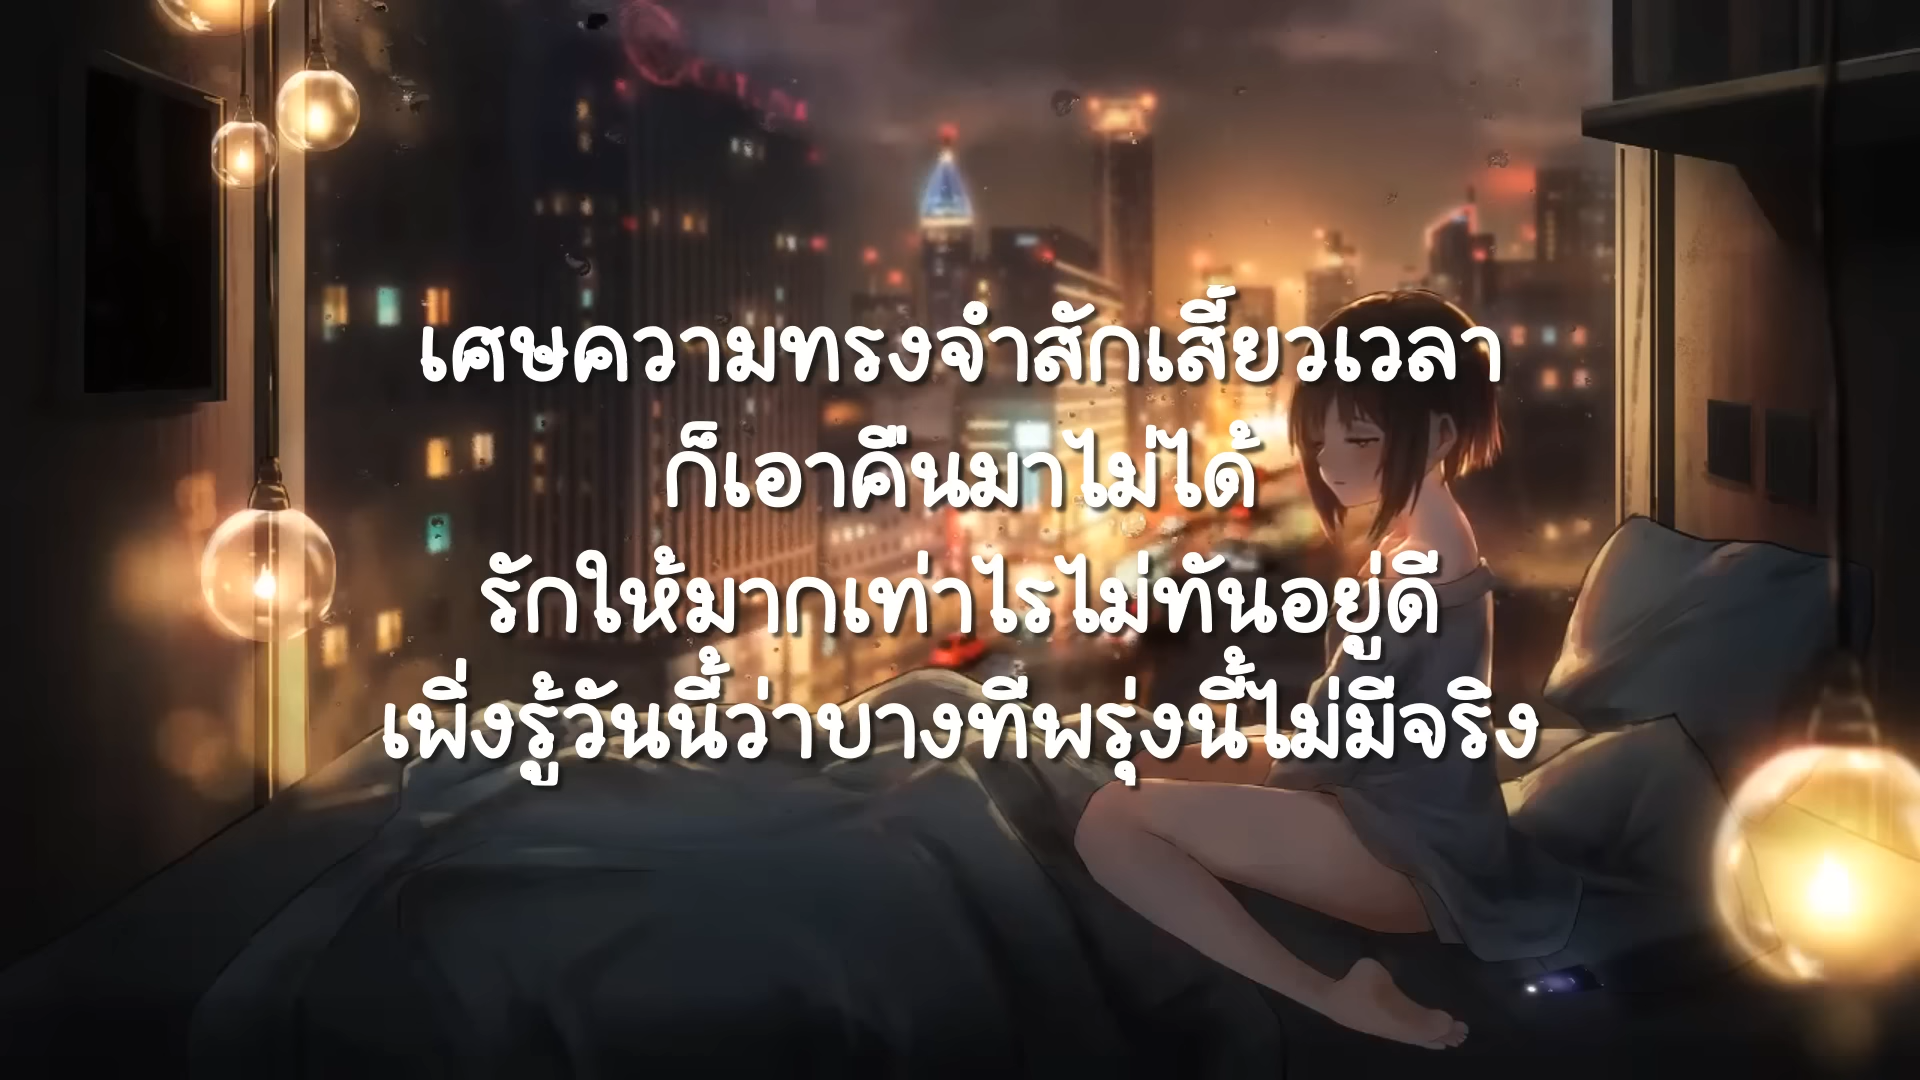 เศษความทรงจำสักเสี้ยวเวลา
ก็เอาคืนมาไม่ได้
รักให้มากเท่าไรไม่ทันอยู่ดี
เพิ่งรู้วันนี้ว่าบางทีพรุ่งนี้ไม่มีจริง